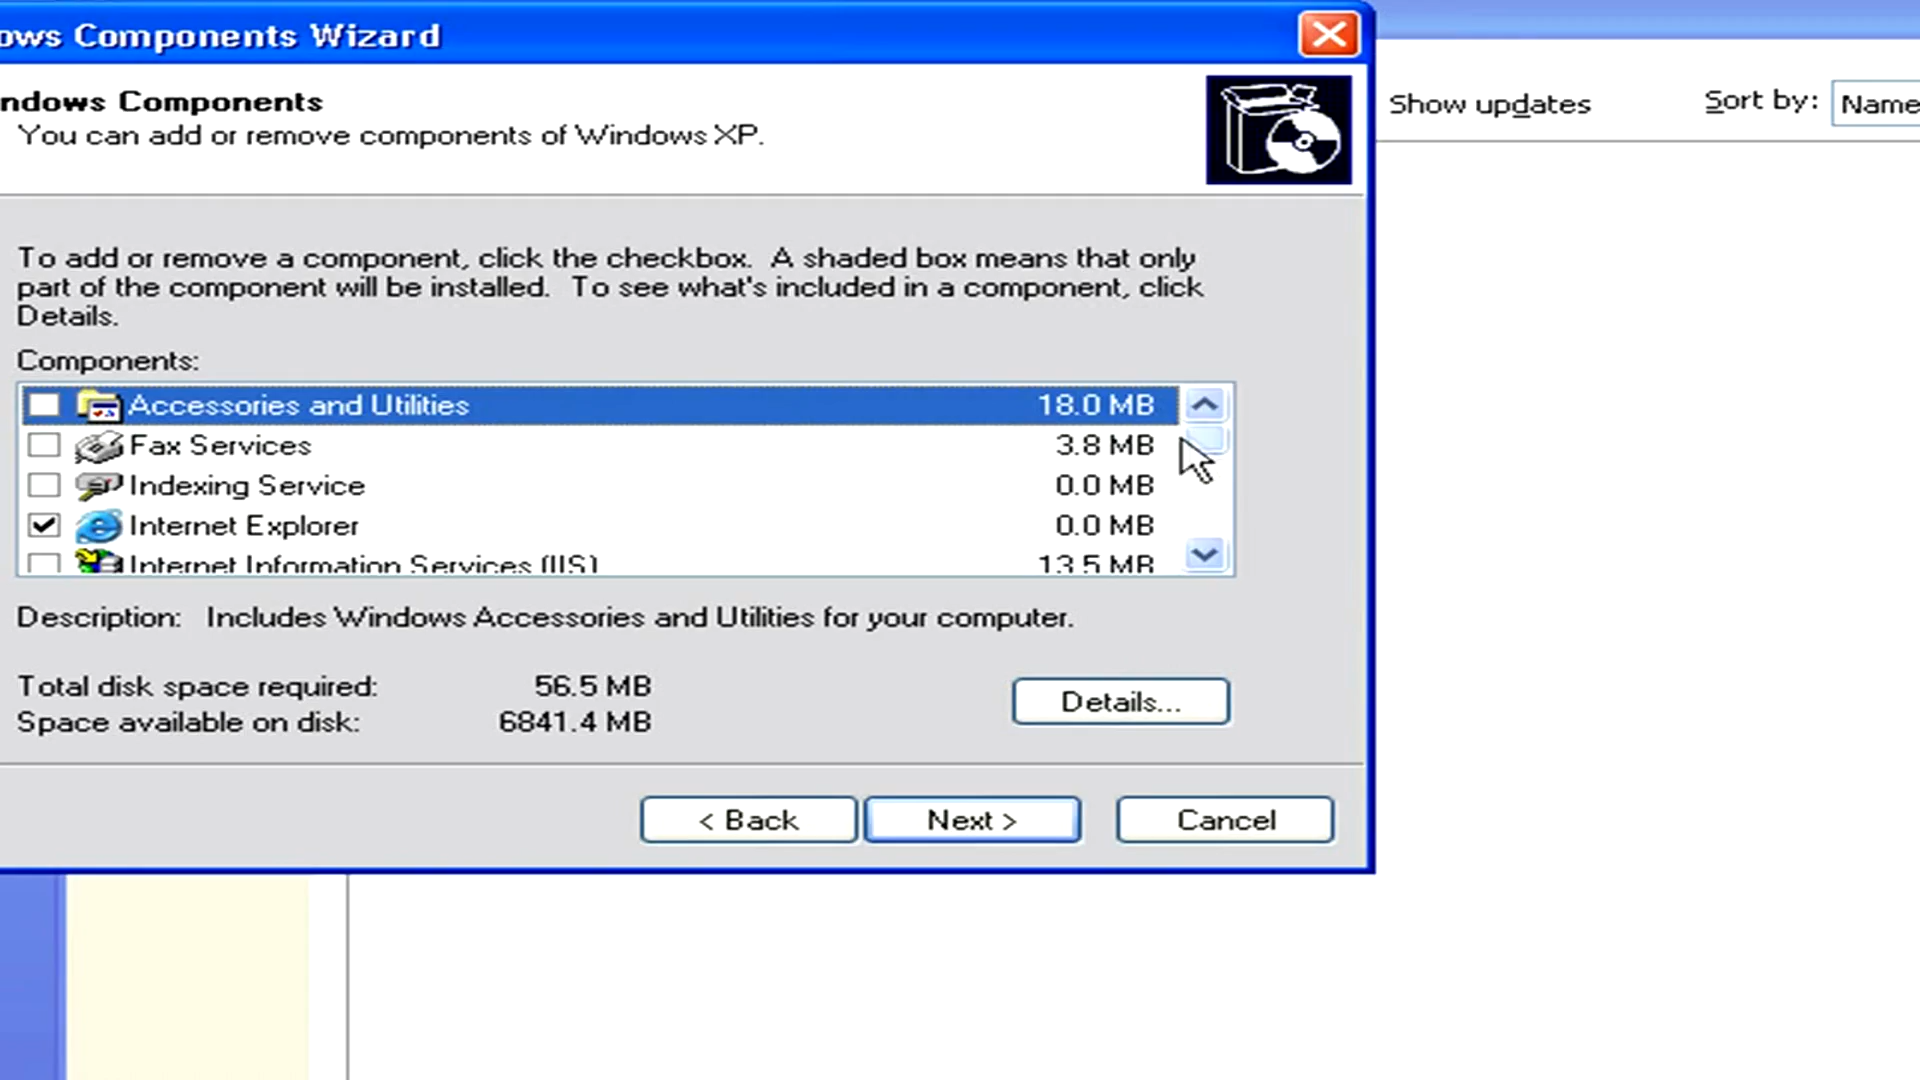 ows Components Wizard
ndows Components
You can add or remove components of Windows XP.
Show updates
Sort by:
Name
To add or remove a component, click the checkbox.  A shaded box means that only
part of the component will be installed.  To see what's included in a component, click
Details.
Components:
Accessories and Utilities 18.0 MB
Fax Services 3.8 MB
Indexing Service 0.0 MB
Internet Explorer 0.0 MB
Internet Information Services (IIS) 13.5 MB
Description:  Includes Windows Accessories and Utilities for your computer.
Total disk space required: 56.5 MB
Space available on disk: 6841.4 MB
Details...
< Back
Next >
Cancel